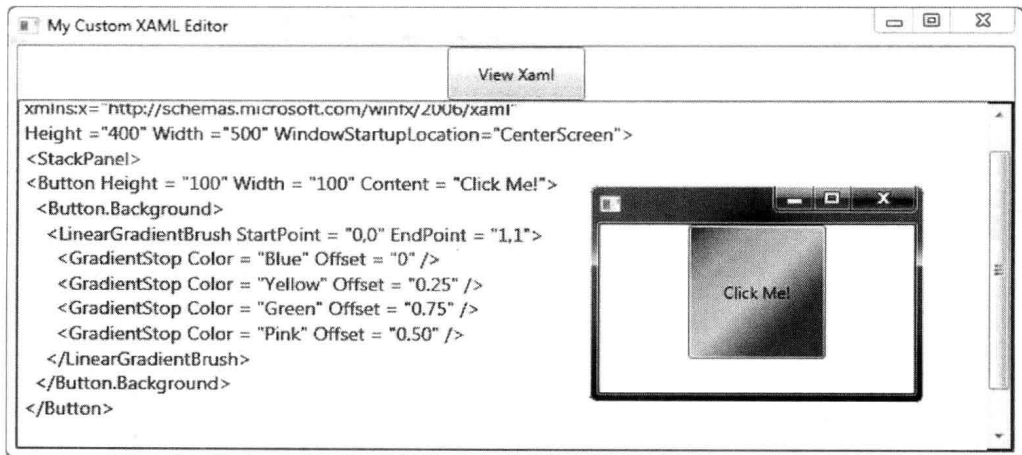 My Custom XAML Editor
View Xaml
xmlns:x="http://schemas.microsoft.com/winfx/2006/xaml"
Height ="400" Width ="500" WindowStartupLocation="CenterScreen">
<StackPanel>
<Button Height = "100" Width = "100" Content = "Click Me!">
<Button.Background>
<LinearGradientBrush StartPoint = "0,0" EndPoint = "1,1">
<GradientStop Color = "Blue" Offset = "0" />
<GradientStop Color = "Yellow" Offset = "0.25" />
<GradientStop Color = "Green" Offset = "0.75" />
<GradientStop Color = "Pink" Offset = "0.50" />
</LinearGradientBrush>
</Button.Background>
</Button>
Click Me!